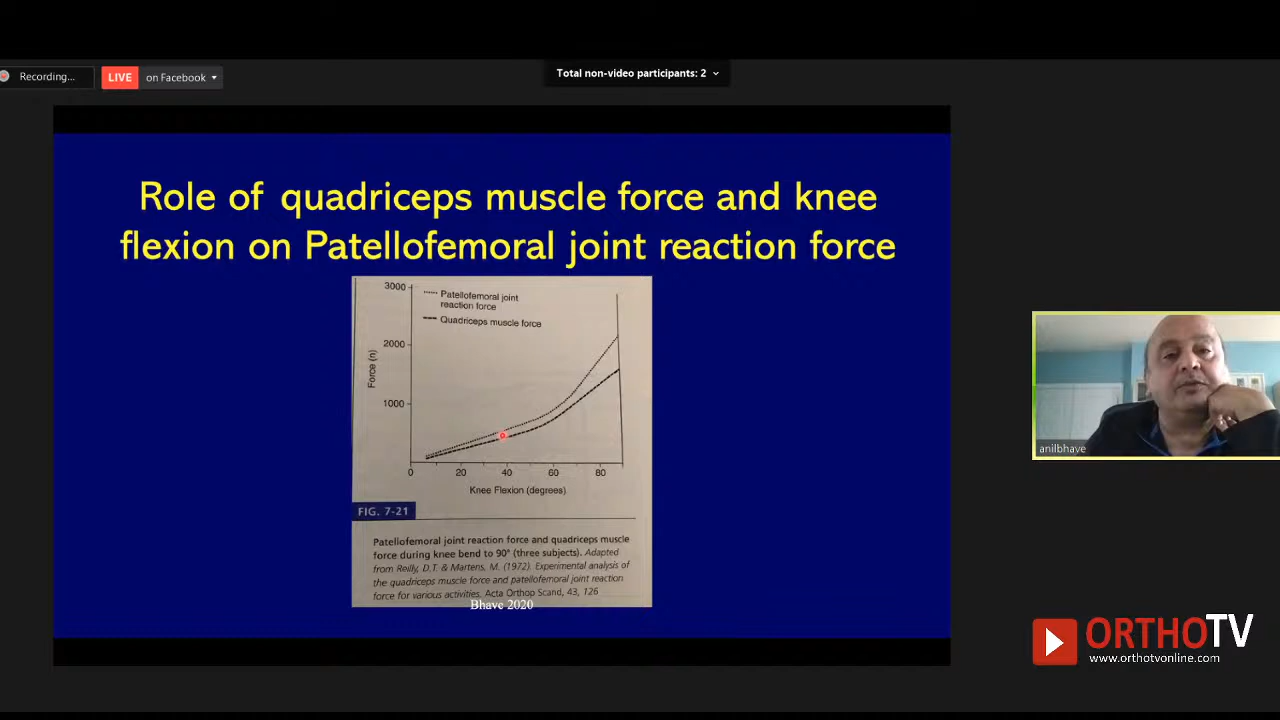 Recording...
LIVE on Facebook
Total non-video participants: 2
Role of quadriceps muscle force and knee
flexion on Patellofemoral joint reaction force
3000
2000
1000
Force (n)
Patellofemoral joint
reaction force
Quadriceps muscle force
0 20 40 60 80
Knee Flexion (degrees)
FIG. 7-21
Patellofemoral joint reaction force and quadriceps muscle
force during knee bend to 90° (three subjects). Adapted
from Reilly, D.T. & Martens, M. (1972). Experimental analysis of
the quadriceps muscle force and patellofemoral joint reaction
force for various activities. Acta Orthop Scand, 43, 126
Bhave 2020
anilbhave
ORTHOTV
www.orthotvonline.com